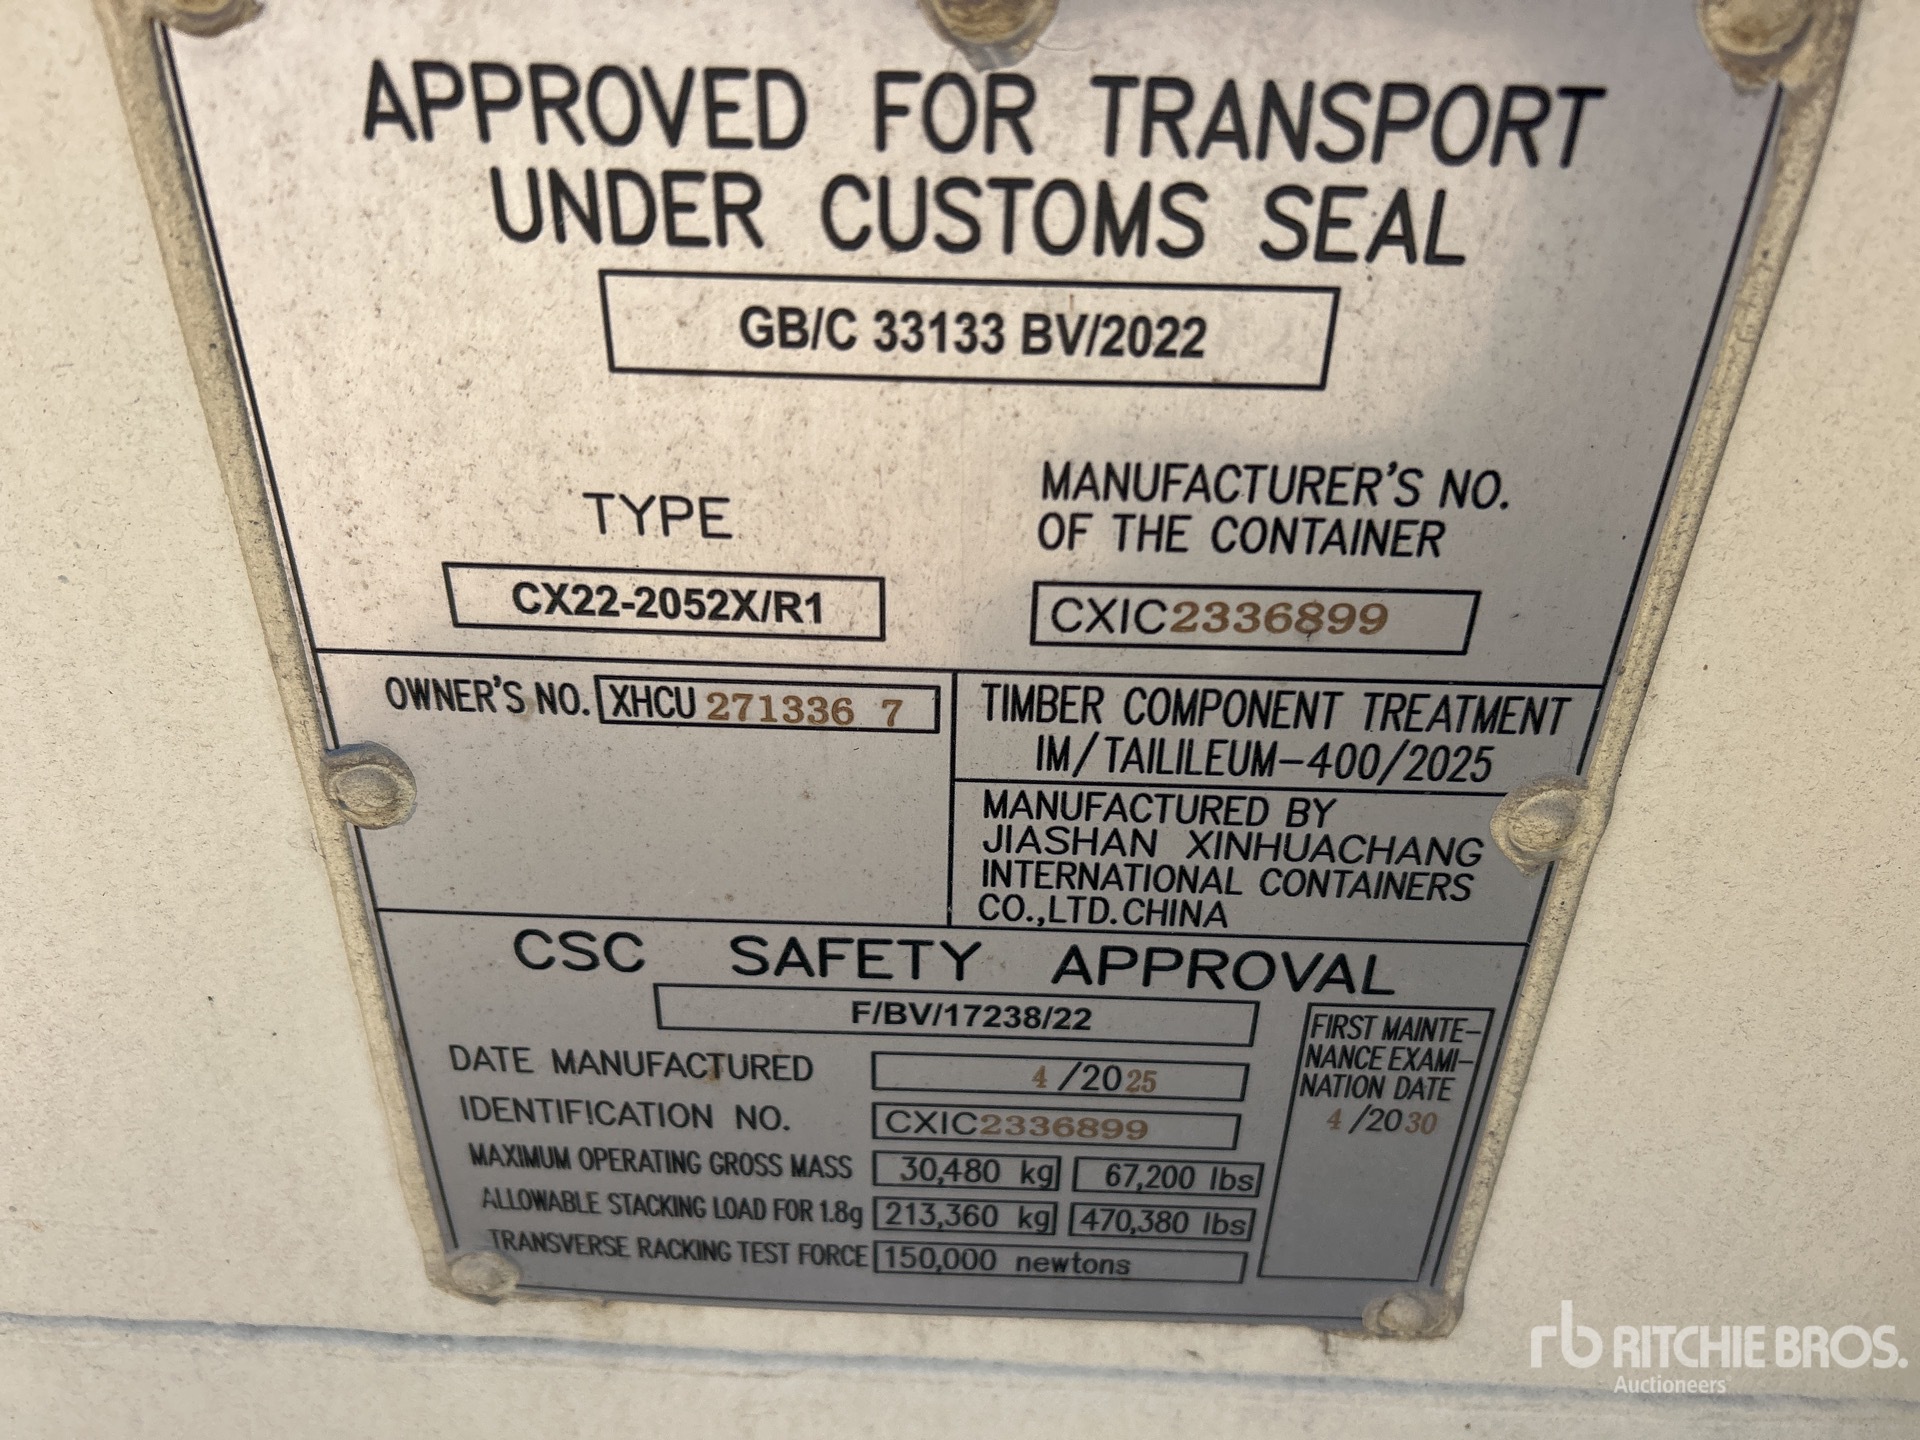 APPROVED FOR TRANSPORT
UNDER CUSTOMS SEAL
GB/C 33133 BV/2022
TYPE
CX22-2052X/R1
MANUFACTURER'S NO.
OF THE CONTAINER
CXIC2336899
OWNER'S NO. XHCU 271336 7
TIMBER COMPONENT TREATMENT
IM/TAILILEUM-400/2025
MANUFACTURED BY
JIASHAN XINHUACHANG
INTERNATIONAL CONTAINERS
CO.,LTD.CHINA
CSC SAFETY APPROVAL
F/BV/17238/22
DATE MANUFACTURED 4/2025
IDENTIFICATION NO. CXIC2336899
MAXIMUM OPERATING GROSS MASS 30,480 kg 67,200 lbs
ALLOWABLE STACKING LOAD FOR 1.8g 213,360 kg 470,380 lbs
TRANSVERSE RACKING TEST FORCE 150,000 newtons
FIRST MAINTE-
NANCE EXAMI-
NATION DATE
4/2030
rb RITCHIE BROS.
Auctioneers